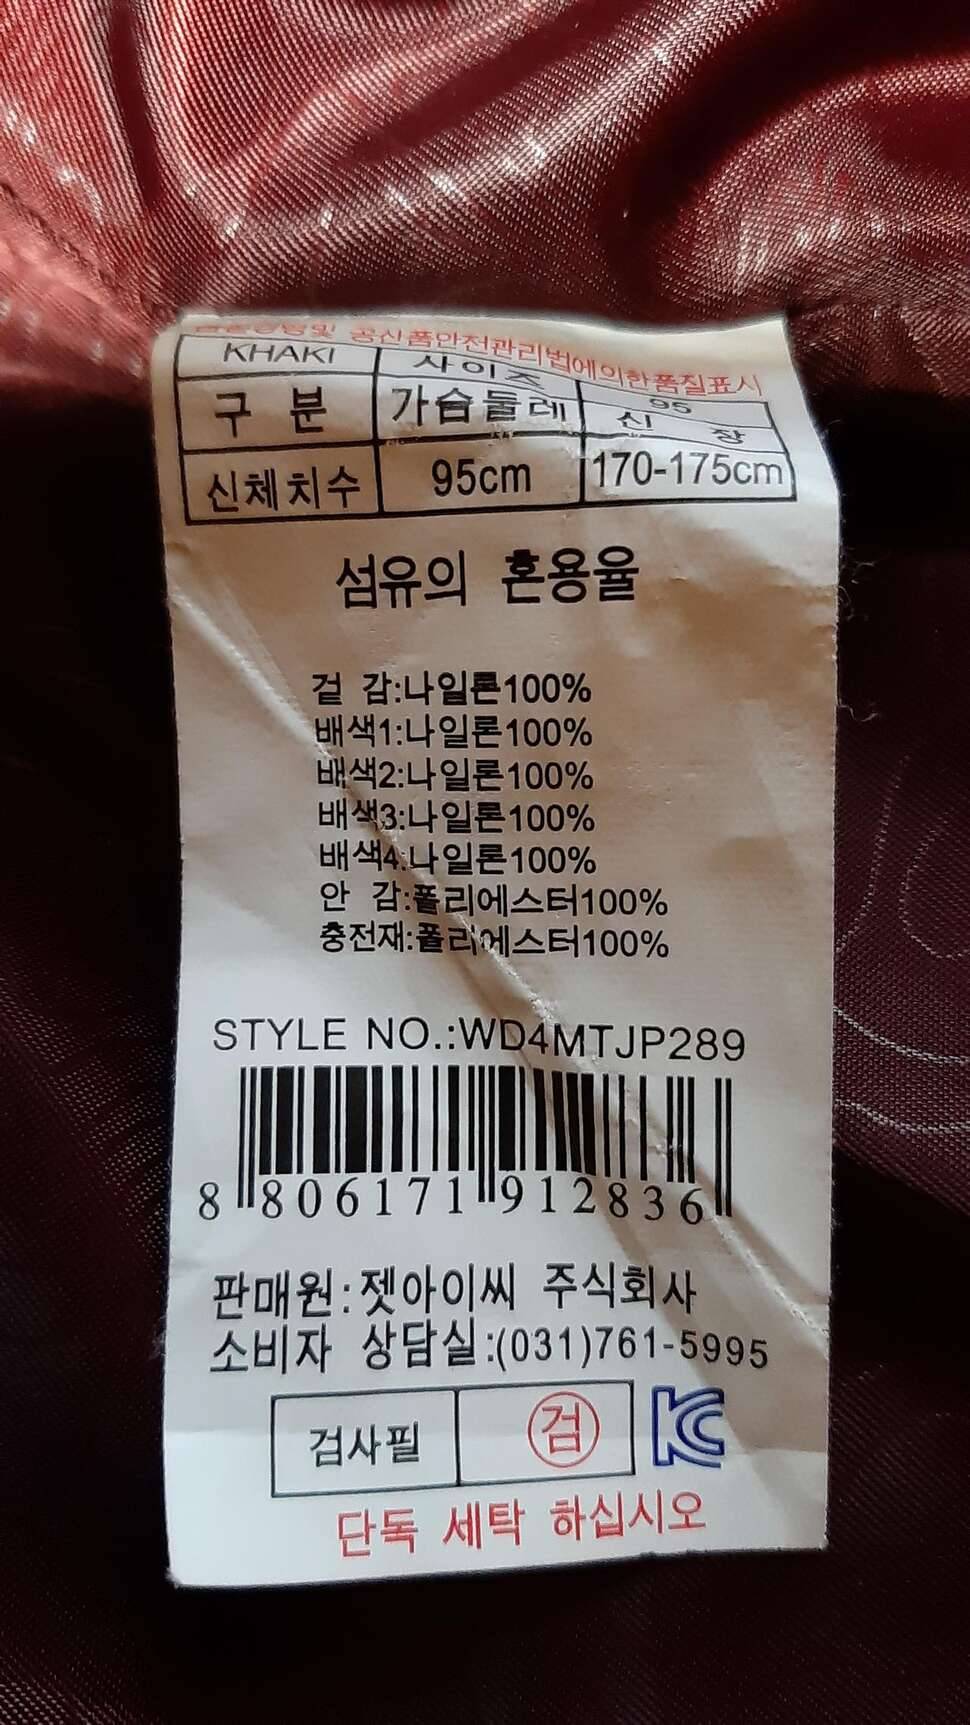 공산품안전관리법에의한품질표시
KHAKI 사이즈 95
구 분 가슴둘레 신 장
신체치수 95cm 170-175cm
섬유의 혼용율
겉 감:나일론100%
배색1:나일론100%
배색2:나일론100%
배색3:나일론100%
배색4:나일론100%
안 감:폴리에스터100%
충전재:폴리에스터100%
STYLE NO.:WD4MTJP289
8 806171 912836
판매원:젯아이씨 주식회사
소비자 상담실:(031)761-5995
검사필 검 KC
단독 세탁 하십시오